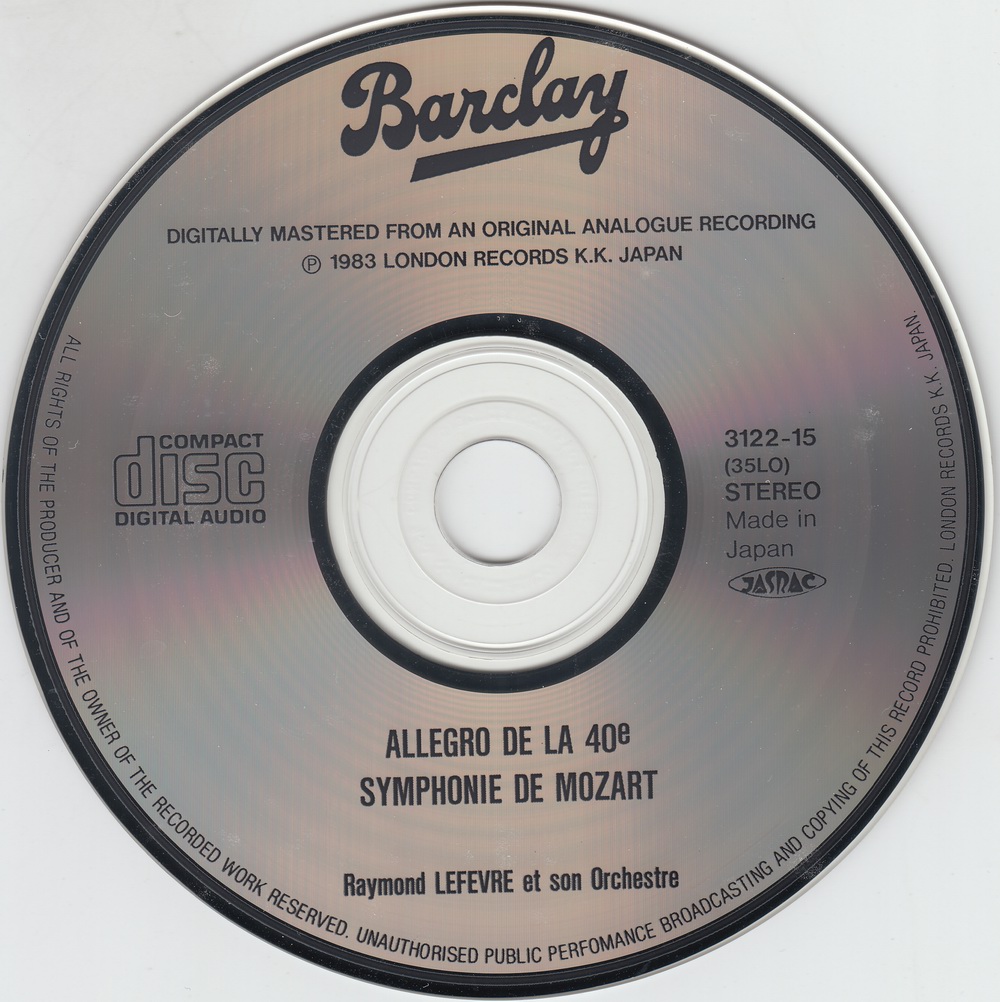 Barclay
DIGITALLY MASTERED FROM AN ORIGINAL ANALOGUE RECORDING
Ⓟ 1983 LONDON RECORDS K.K. JAPAN
COMPACT
disc
DIGITAL AUDIO
3122-15
(35LO)
STEREO
Made in
Japan
JASRAC
ALLEGRO DE LA 40e
SYMPHONIE DE MOZART
Raymond LEFEVRE et son Orchestre
ALL RIGHTS OF THE PRODUCER AND OF THE OWNER OF THE RECORDED WORK RESERVED. UNAUTHORISED PUBLIC PERFOMANCE BROADCASTING AND COPYING OF THIS RECORD PROHIBITED. LONDON RECORDS K.K. JAPAN.